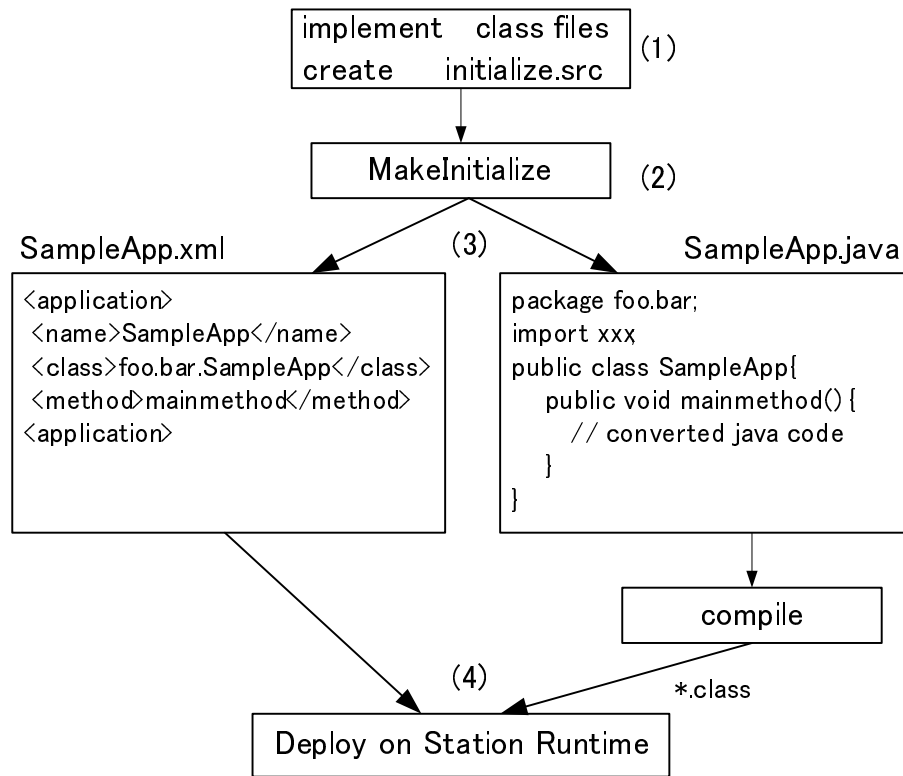 implement class files
create initialize.src
(1)
MakeInitialize
(2)
(3)
SampleApp.xml
<application>
<name>SampleApp</name>
<class>foo.bar.SampleApp</class>
<method>mainmethod</method>
<application>
SampleApp.java
package foo.bar;
import xxx;
public class SampleApp{
public void mainmethod(){
// converted java code
}
}
compile
(4)
*.class
Deploy on Station Runtime